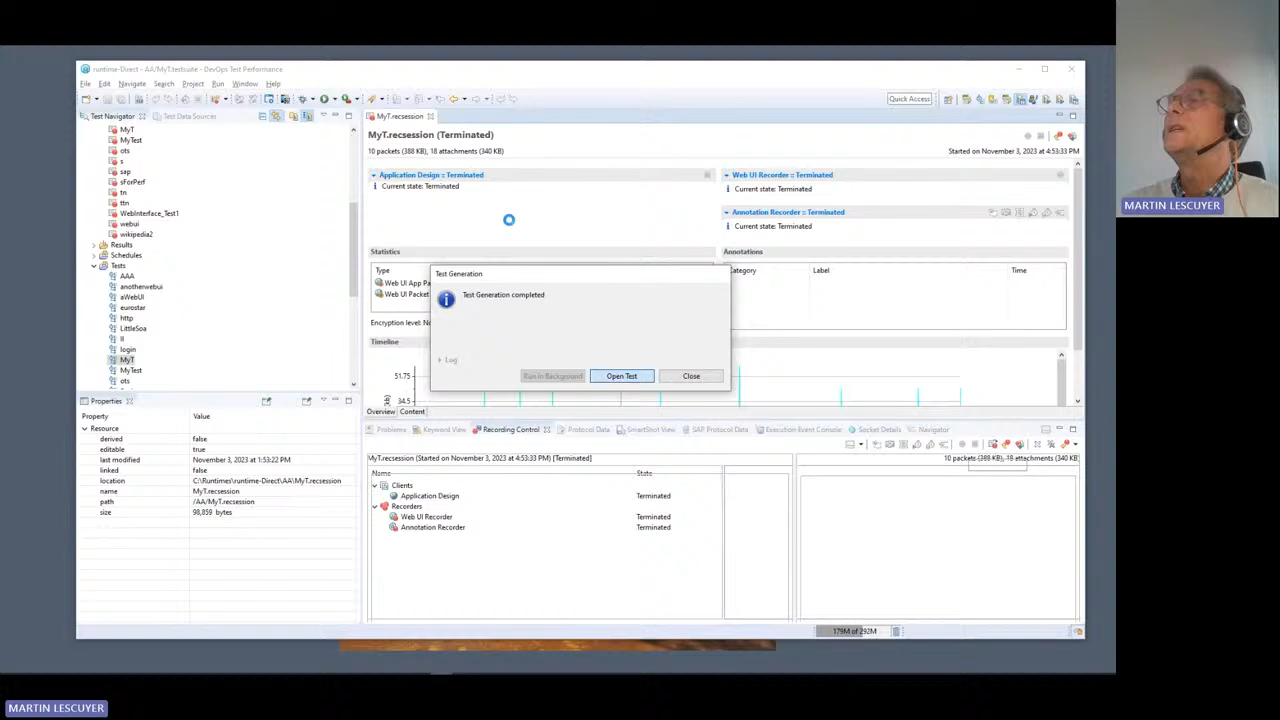 runtime-Direct - AA/MyT.testsuite - DevOps Test Performance
File Edit Navigate Search Project Run Window Help
Quick Access
Test Navigator Test Data Sources
MyT
MyTest
ots
s
sap
sForPerf
tn
ttn
WebInterface_Test1
webui
wikipedia2
Results
Schedules
Tests
AAA
anotherwebui
aWebUI
eurostar
http
LittleSoa
login
MyT
MyTest
ots
MyT.recsession
MyT.recsession (Terminated)
10 packets (388 KB), 18 attachments (340 KB) Started on November 3, 2023 at 4:53:33 PM
Application Design :: Terminated
Current state: Terminated
Web UI Recorder :: Terminated
Current state: Terminated
Annotation Recorder :: Terminated
Current state: Terminated
Statistics
Type
Web UI App Pa
Web UI Packet
Encryption level: No
Annotations
Category Label Time
Timeline
51.75
34.5
Overview Content
Test Generation
Test Generation completed
Log
Run in Background Open Test Close
Properties
Property Value
Resource
derived false
editable true
last modified November 3, 2023 at 1:53:22 PM
linked false
location C:\Runtimes\runtime-Direct\AA\MyT.recsession
name MyT.recsession
path /AA/MyT.recsession
size 98,859 bytes
Problems Keyword View Recording Control Protocol Data SmartShot View SAP Protocol Data Execution Event Console Socket Details Navigator
MyT.recsession (Started on November 3, 2023 at 4:53:33 PM) [Terminated]
10 packets (388 KB), 18 attachments (340 KB)
Name State
Clients
Application Design Terminated
Recorders
Web UI Recorder Terminated
Annotation Recorder Terminated
179M of 292M
MARTIN LESCUYER
MARTIN LESCUYER